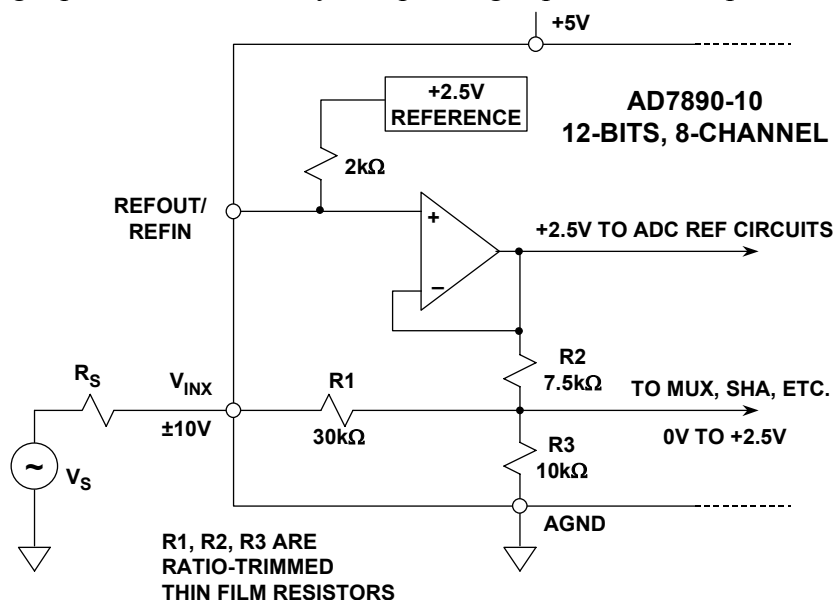 +5V
+2.5V
REFERENCE
AD7890-10
12-BITS, 8-CHANNEL
2kΩ
REFOUT/
REFIN
+
+2.5V TO ADC REF CIRCUITS
–
RS
VINX
R1
R2
7.5kΩ
TO MUX, SHA, ETC.
±10V
30kΩ
0V TO +2.5V
R3
10kΩ
~
VS
AGND
R1, R2, R3 ARE
RATIO-TRIMMED
THIN FILM RESISTORS